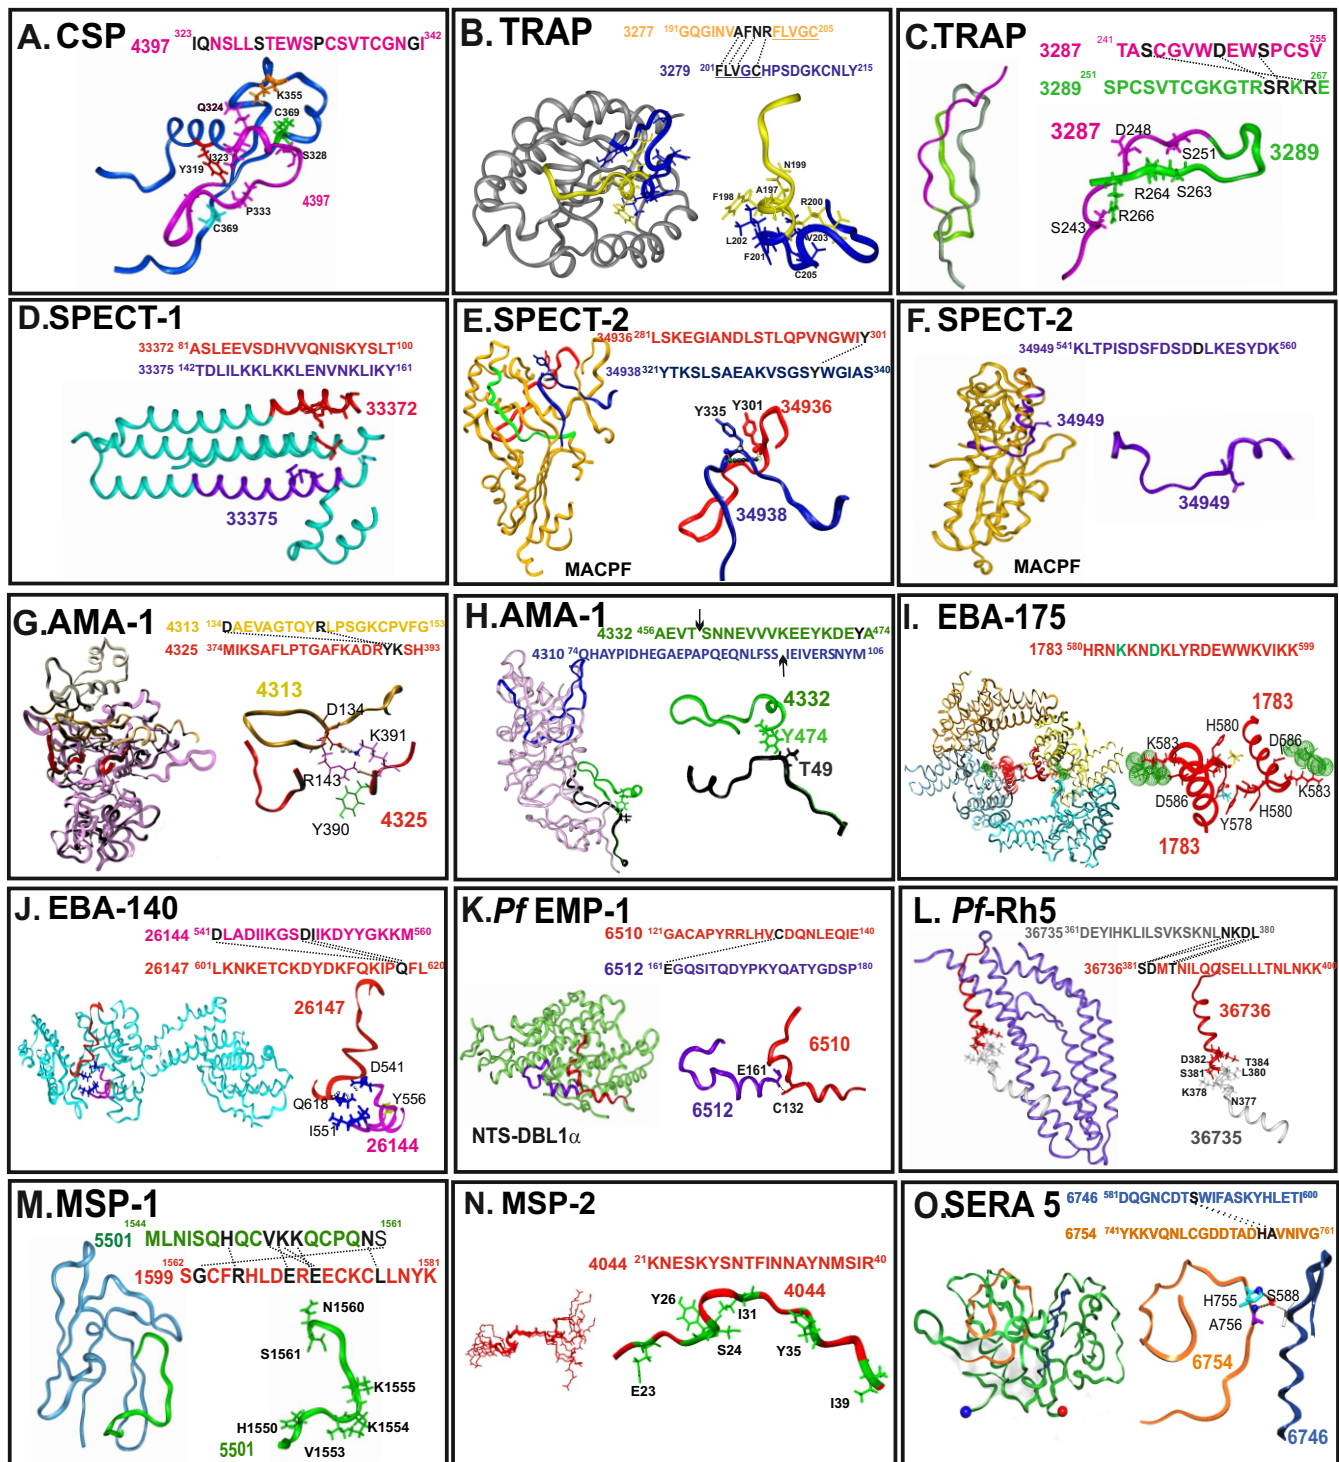 A. CSP
4397 323IQNSLLSTEWSPCSVTCGNGI342
K355
Q324
C369
I323
S328
Y319
4397
P333
C369
B. TRAP
3277 191GQGINVAFNRFLVGC205
3279 201FLVGCHPSDGKCNLY215
N199
F198
A197
R200
L202
V203
F201
C205
C. TRAP
3287 241TASCGVWDEWSPCSV255
3289 251SPCSVTCGKGTRSRKRE267
3287
D248
S251
3289
R264
S263
R266
S243
D. SPECT-1
33372 81ASLEEVSDHVVQNISKYSLT100
33375 142TDLILKKLKKLENVNKLIKY161
33372
33375
E. SPECT-2
34936 281LSKEGIANDLSTLQPVNGWIY301
34938 321YTKSLSAEAKVSGSYWGIAS340
Y301
34936
Y335
34938
MACPF
F. SPECT-2
34949 541KLTPISDSFDSDDLKESYDK560
34949
34949
MACPF
G. AMA-1
4313 134DAEVAGTQYRLPSGKCPVFG153
4325 374MIKSAFLPTGAFKADRYKSH393
4313
D134
K391
R143
Y390
4325
H. AMA-1
4332 456AEVTSNNEVVVKEEYKDEYA474
4310 74QHAYPIDHEGAEPAPQEQNLFSSIEIVERSNYM106
4332
Y474
T49
I. EBA-175
1783 580HRNKKNDKLYRDEWWKVIKK599
1783
H580
K583
D586
K583
D586
H580
Y578
1783
J. EBA-140
26144 541DLADIIKGSDIIKDYYGKKM560
26147 601LKNKETCKDYDKFQKIPQFL620
26147
D541
Q618
Y556
I551
26144
K. Pf EMP-1
6510 121GACAPYRRLHVCDQNLEQIE140
6512 161EGQSITQDYPKYQATYGDSP180
6510
E161
6512
C132
NTS-DBL1α
L. Pf-Rh5
36735 361DEYIHKLILSVKSKNLNKDL380
36736 381SDMTNILQQSELLLTNLNKK400
36736
D382
T384
S381
L380
K378
N377
36735
M. MSP-1
5501 1544MLNISQHQCVKKQCPQNS1561
1599 1562SGCFRHLDEREECKCLLNYK1581
N1560
S1561
K1555
H1550
K1554
5501
V1553
N. MSP-2
4044 21KNESKYSNTFINNAYNMSIR40
4044
Y26
I31
S24
Y35
E23
I39
O. SERA 5
6746 581DQGNCDTSWIFASKYHLETI600
6754 741YKKVQNLCGDDTADHAVNIVG761
H755
S588
A756
6754
6746